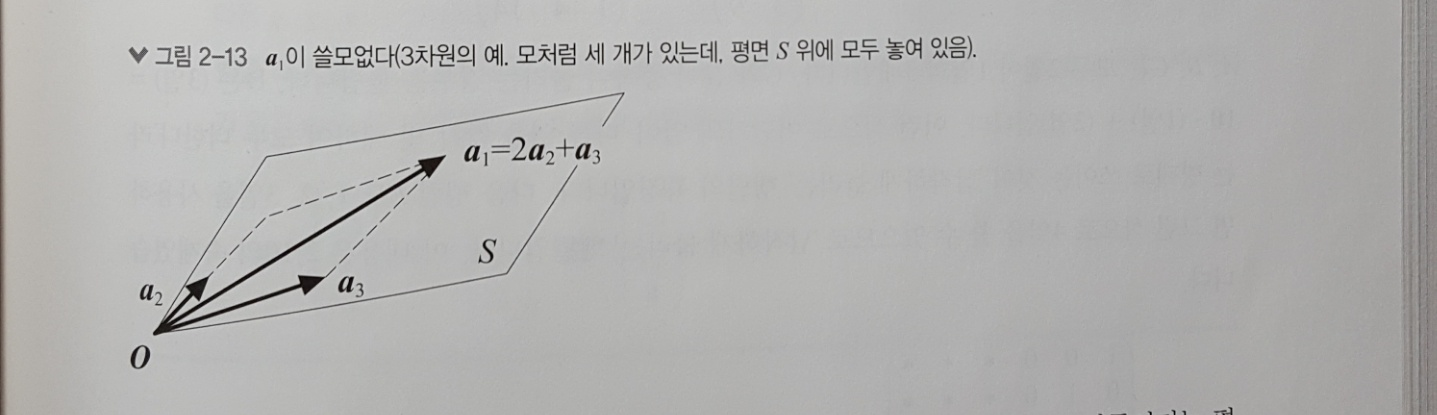 그림 2-13 a₁이 쓸모없다(3차원의 예. 모처럼 세 개가 있는데, 평면 S 위에 모두 놓여 있음).
a₁=2a₂+a₃
S
a₂
a₃
O